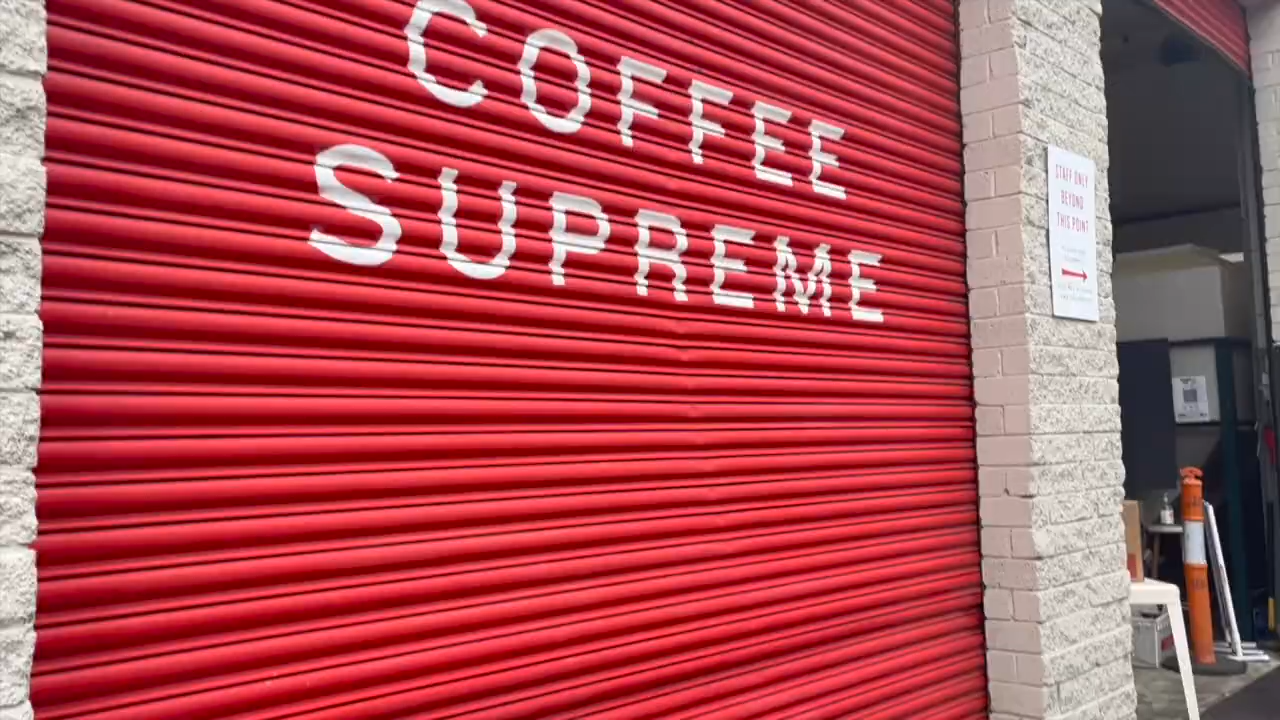 COFFEE
SUPREME
STAFF ONLY
BEYOND
THIS POINT